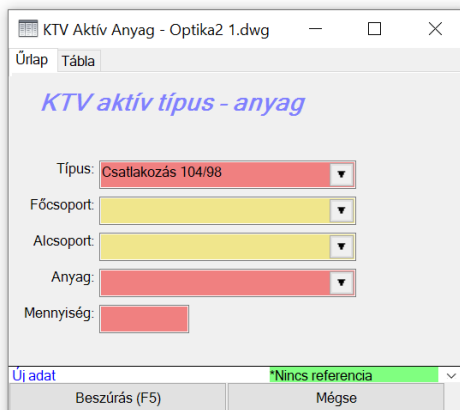 KTV Aktív Anyag - Optika2 1.dwg
Űrlap Tábla
KTV aktív típus - anyag
Típus: Csatlakozás 104/98
Főcsoport:
Alcsoport:
Anyag:
Mennyiség:
Új adat *Nincs referencia
Beszúrás (F5) Mégse